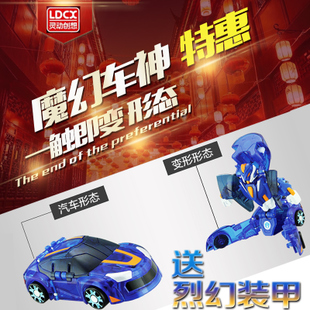 LDCX
灵动创想
魔幻车神 特惠
一触即变形态
The end of the preferential
汽车形态
变形形态
送
烈幻装甲